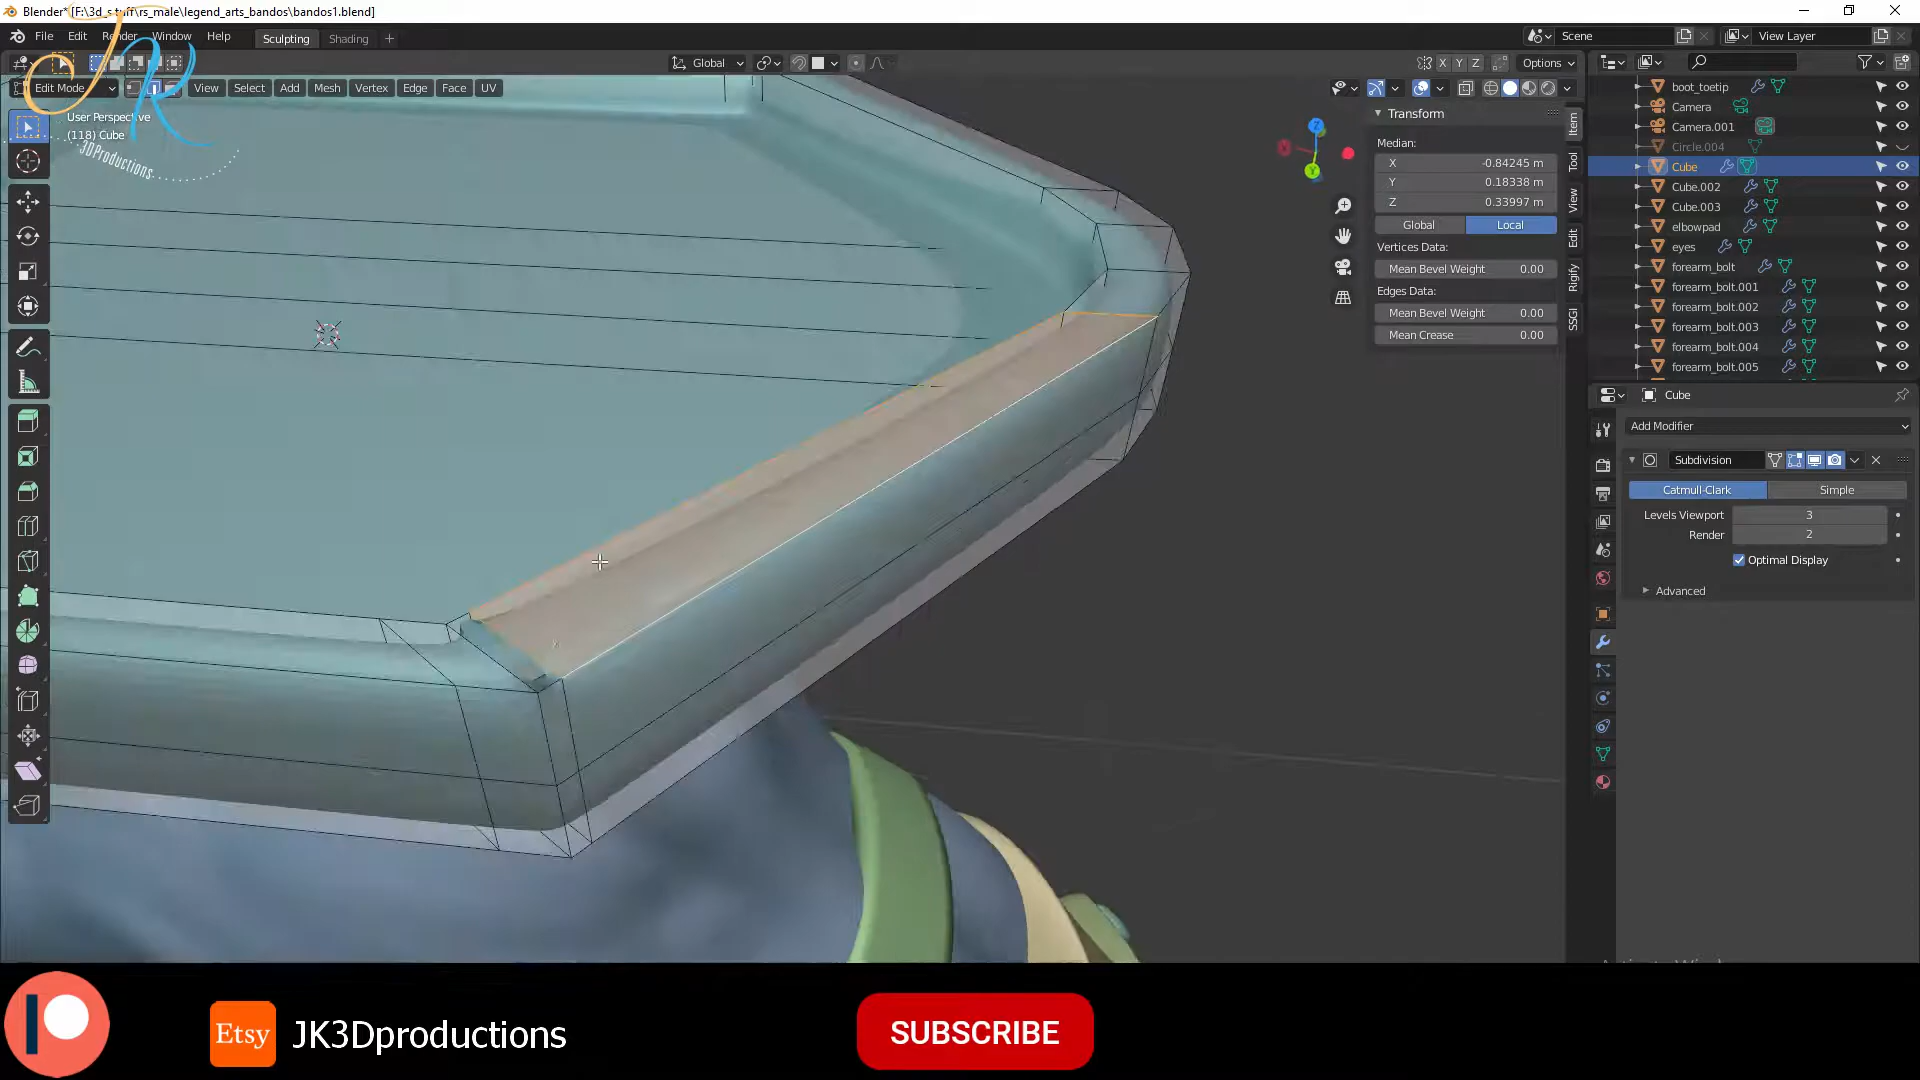 Blender* [F:\3d_stuff\rs_male\legend_arts_bandos\bandos1.blend]
File Edit Render Window Help Sculpting Shading + Scene View Layer
Global Options X Y Z
Edit Mode View Select Add Mesh Vertex Edge Face UV
User Perspective
(118) Cube
JK
3DProductions
Transform
Median:
X -0.84245 m
Y 0.18338 m
Z 0.33997 m
Global Local
Vertices Data:
Mean Bevel Weight 0.00
Edges Data:
Mean Bevel Weight 0.00
Mean Crease 0.00
Item
Tool
View
Edit
Rigify
SSGI
Z
Y
boot_toetip
Camera
Camera.001
Circle.004
Cube
Cube.002
Cube.003
elbowpad
eyes
forearm_bolt
forearm_bolt.001
forearm_bolt.002
forearm_bolt.003
forearm_bolt.004
forearm_bolt.005
Cube
Add Modifier
Subdivision
Catmull-Clark Simple
Levels Viewport 3
Render 2
Optimal Display
Advanced
Etsy JK3Dproductions SUBSCRIBE